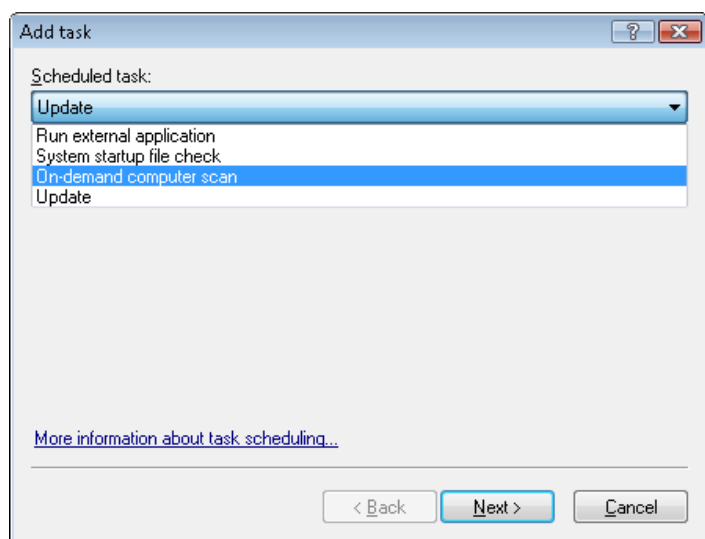 Add task
Scheduled task:
Update
Run external application
System startup file check
On-demand computer scan
Update
More information about task scheduling...
< Back Next > Cancel